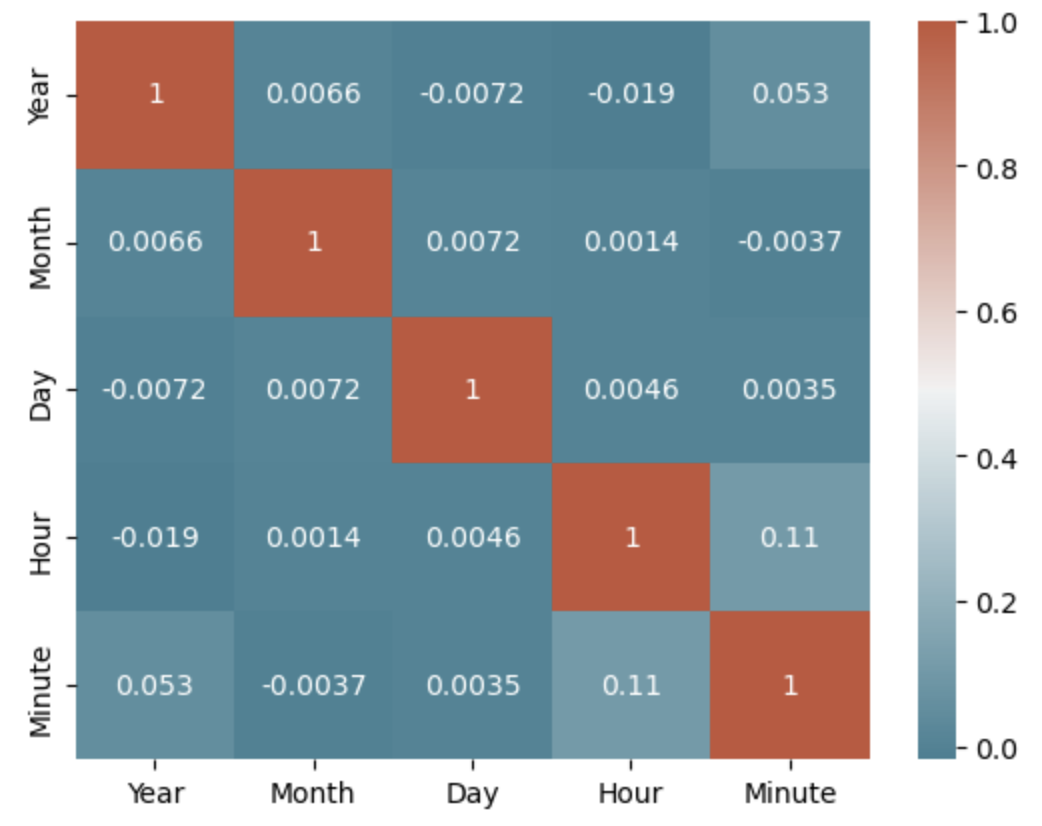 1.0
Year 1 0.0066 -0.0072 -0.019 0.053
0.8
Month 0.0066 1 0.0072 0.0014 -0.0037
0.6
Day -0.0072 0.0072 1 0.0046 0.0035
0.4
Hour -0.019 0.0014 0.0046 1 0.11
0.2
Minute 0.053 -0.0037 0.0035 0.11 1
0.0
Year Month Day Hour Minute